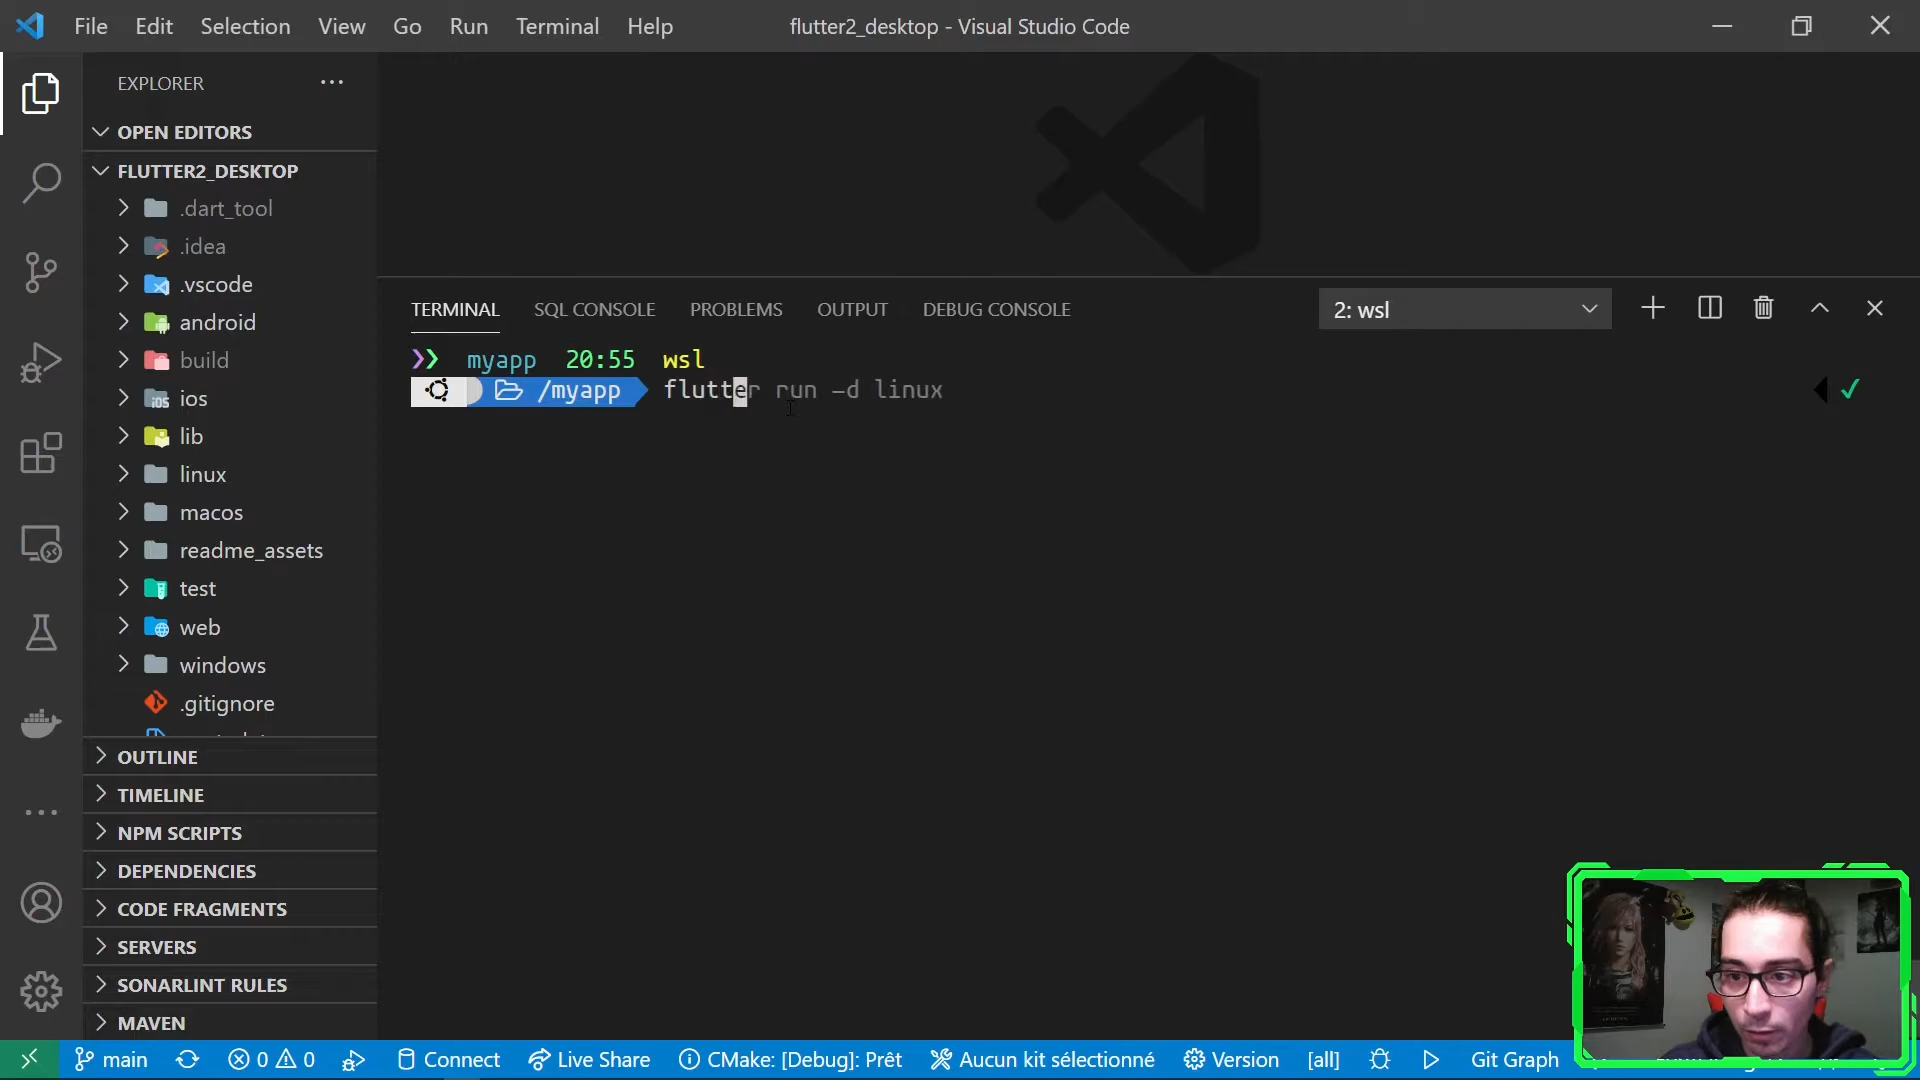 File Edit Selection View Go Run Terminal Help
flutter2_desktop - Visual Studio Code
EXPLORER
OPEN EDITORS
FLUTTER2_DESKTOP
.dart_tool
.idea
.vscode
android
build
ios
lib
linux
macos
readme_assets
test
web
windows
.gitignore
OUTLINE
TIMELINE
NPM SCRIPTS
DEPENDENCIES
CODE FRAGMENTS
SERVERS
SONARLINT RULES
MAVEN
TERMINAL SQL CONSOLE PROBLEMS OUTPUT DEBUG CONSOLE
2: wsl
myapp 20:55 wsl
/myapp flutter run -d linux
main 0 0 Connect Live Share CMake: [Debug]: Prêt Aucun kit sélectionné Version [all] Git Graph